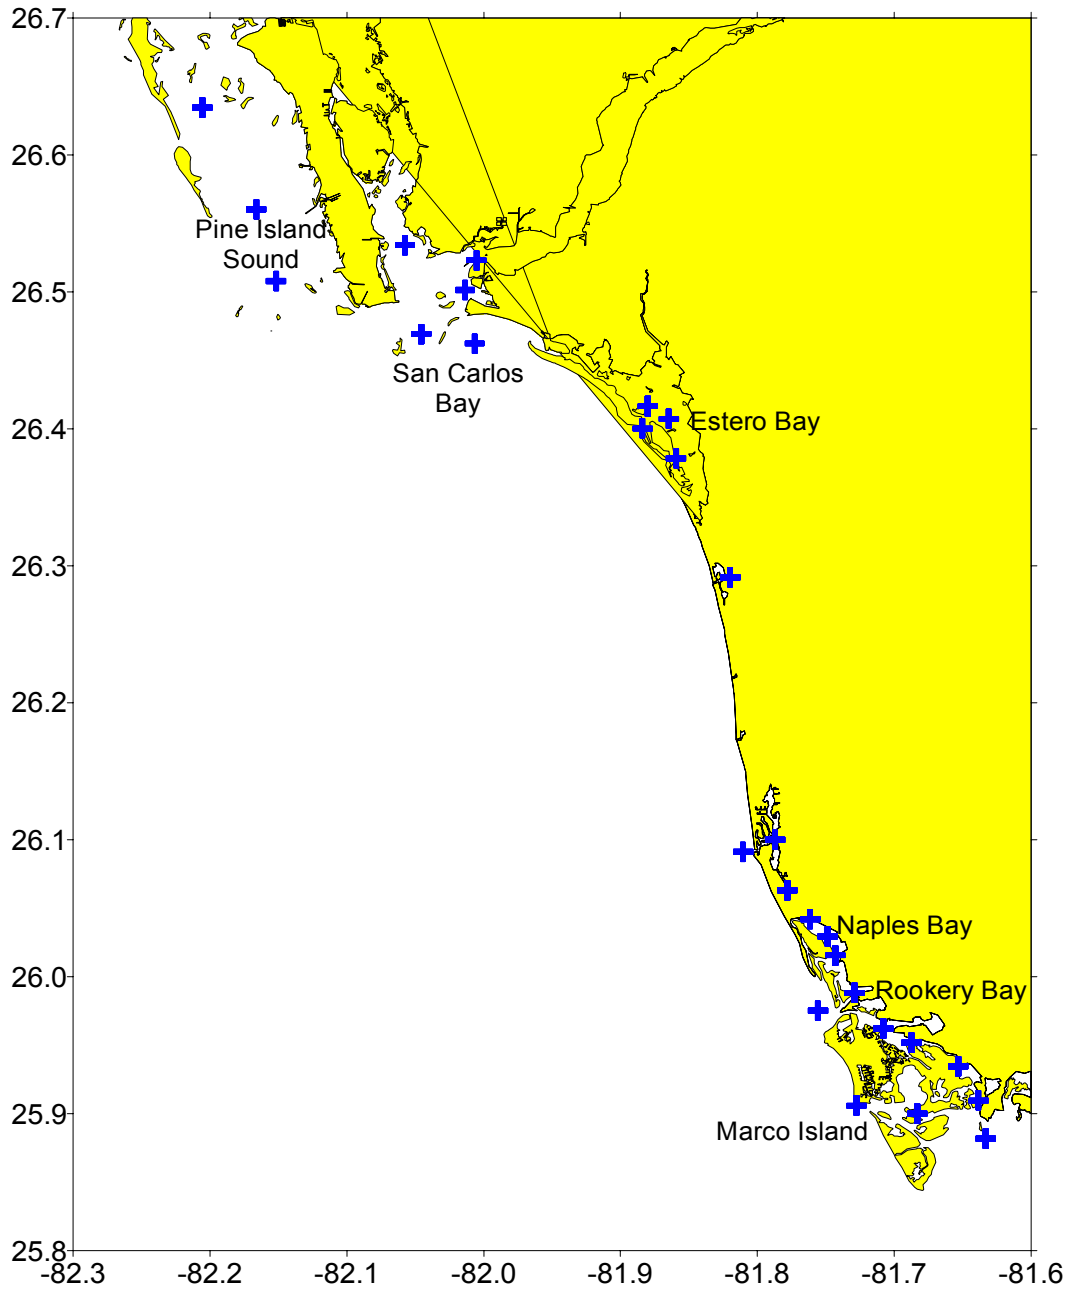 26.7
26.6
Pine Island
Sound
26.5
San Carlos
Bay
26.4
Estero Bay
26.3
26.2
26.1
Naples Bay
26.0
Rookery Bay
25.9
Marco Island
25.8
-82.3 -82.2 -82.1 -82.0 -81.9 -81.8 -81.7 -81.6